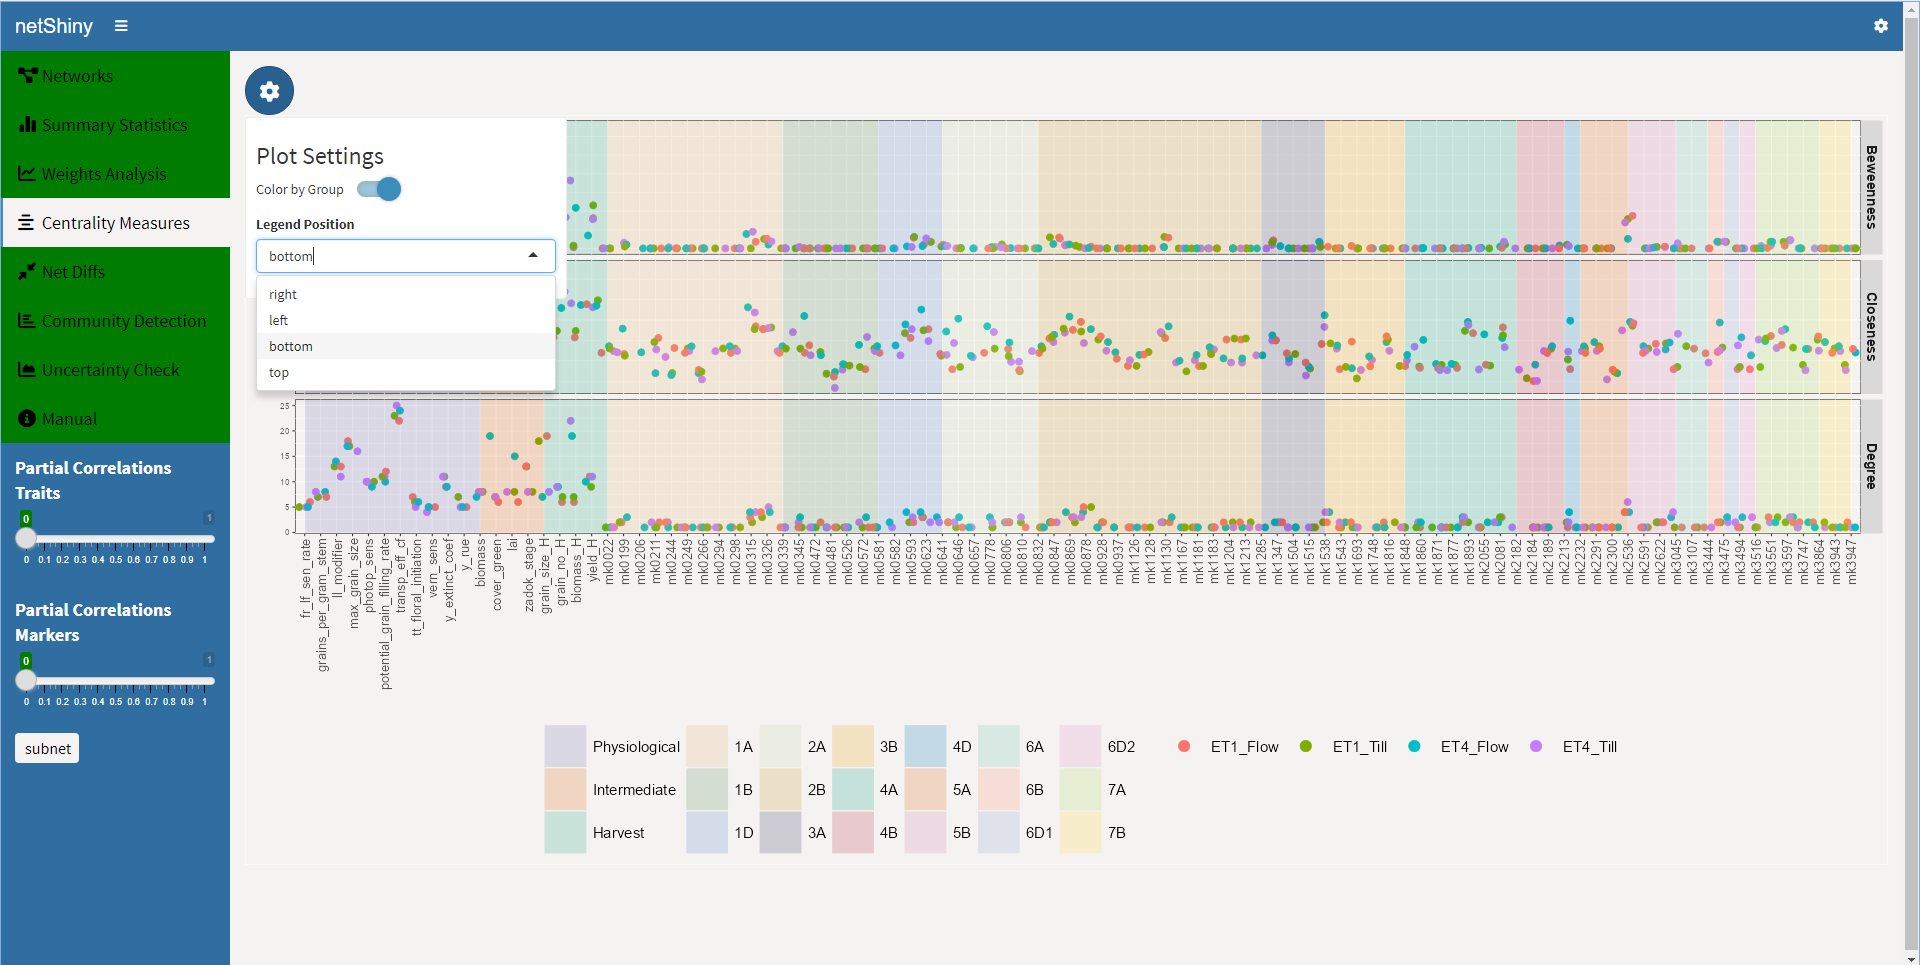 netShiny
Networks
Summary Statistics
Weights Analysis
Centrality Measures
Net Diffs
Community Detection
Uncertainty Check
Manual
Partial Correlations
Traits
0 1
0 0.1 0.2 0.3 0.4 0.5 0.6 0.7 0.8 0.9 1
Partial Correlations
Markers
0 1
0 0.1 0.2 0.3 0.4 0.5 0.6 0.7 0.8 0.9 1
subnet
Plot Settings
Color by Group
Legend Position
bottom
right
left
bottom
top
Beweenness
Closeness
Degree
25
20
15
10
5
0
fr_lf_sen_rate
grains_per_gram_stem
ll_modifier
max_grain_size
photop_sens
potential_grain_filling_rate
transp_eff_cf
tt_floral_initiation
vern_sens
y_extinct_coef
y_rue
biomass
cover_green
lai
zadok_stage
grain_size_H
grain_no_H
biomass_H
yield_H
mk0022
mk0199
mk0206
mk0211
mk0244
mk0249
mk0266
mk0294
mk0298
mk0315
mk0326
mk0339
mk0345
mk0472
mk0481
mk0526
mk0572
mk0581
mk0582
mk0593
mk0623
mk0641
mk0646
mk0657
mk0778
mk0806
mk0810
mk0832
mk0847
mk0869
mk0878
mk0928
mk0937
mk1126
mk1128
mk1130
mk1167
mk1181
mk1183
mk1204
mk1213
mk1285
mk1347
mk1504
mk1515
mk1538
mk1543
mk1693
mk1748
mk1816
mk1848
mk1860
mk1871
mk1877
mk1893
mk2055
mk2081
mk2182
mk2184
mk2189
mk2213
mk2232
mk2291
mk2300
mk2536
mk2591
mk2622
mk3045
mk3107
mk3444
mk3475
mk3494
mk3516
mk3551
mk3597
mk3747
mk3864
mk3943
mk3947
Physiological 1A 2A 3B 4D 6A 6D2 ET1_Flow ET1_Till ET4_Flow ET4_Till
Intermediate 1B 2B 4A 5A 6B 7A
Harvest 1D 3A 4B 5B 6D1 7B